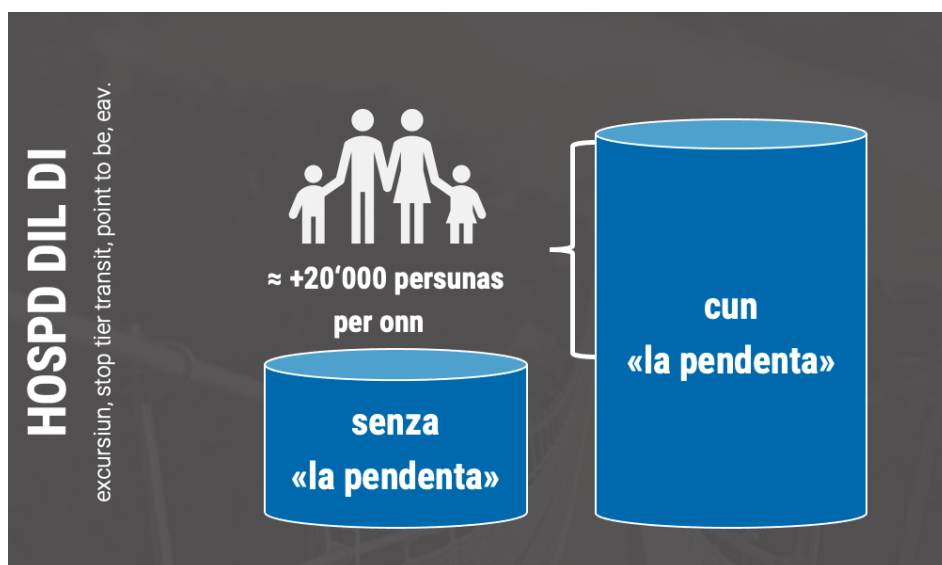 HOSPD DIL DI
excursiun, stop tier transit, point to be, eav.
≈ +20‘000 persunas
per onn
senza
«la pendenta»
cun
«la pendenta»